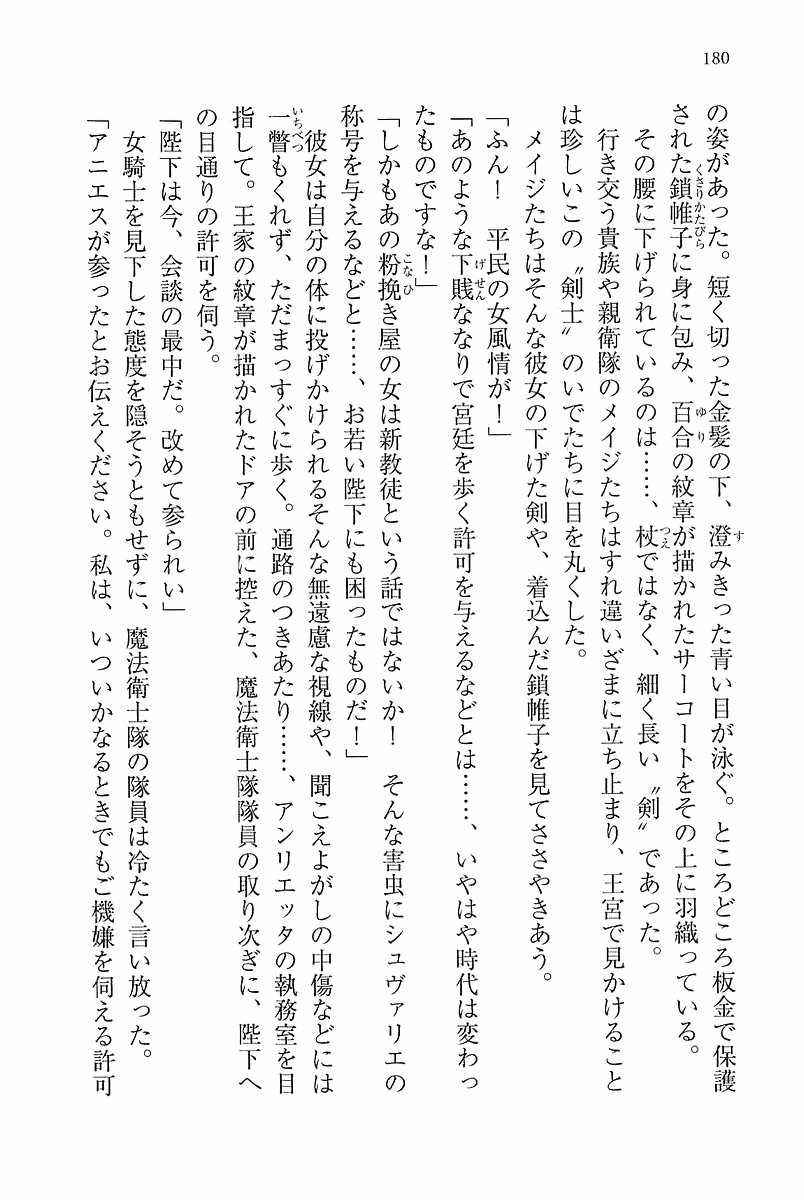 180
の姿があった。短く切った金髪の下、澄みきった青い目が泳ぐ。ところどころ板金で保護
された鎖帷子に身に包み、百合の紋章が描かれたサーコートをその上に羽織っている。
その腰に下げられているのは……、杖ではなく、細く長い〝剣〟であった。
行き交う貴族や親衛隊のメイジたちはすれ違いざまに立ち止まり、王宮で見かけること
は珍しいこの〝剣士〟のいでたちに目を丸くした。
メイジたちはそんな彼女の下げた剣や、着込んだ鎖帷子を見てささやきあう。
「ふん！　平民の女風情が！」
「あのような下賎ななりで宮廷を歩く許可を与えるなどとは……、いやはや時代は変わっ
たものですな！」
「しかもあの粉挽き屋の女は新教徒という話ではないか！　そんな害虫にシュヴァリエの
称号を与えるなどと……、お若い陛下にも困ったものだ！」
彼女は自分の体に投げかけられるそんな無遠慮な視線や、聞こえよがしの中傷などには
一瞥もくれず、ただまっすぐに歩く。通路のつきあたり……、アンリエッタの執務室を目
指して。王家の紋章が描かれたドアの前に控えた、魔法衛士隊隊員の取り次ぎに、陛下へ
の目通りの許可を伺う。
「陛下は今、会談の最中だ。改めて参られい」
女騎士を見下した態度を隠そうともせずに、魔法衛士隊の隊員は冷たく言い放った。
「アニエスが参ったとお伝えください。私は、いついかなるときでもご機嫌を伺える許可